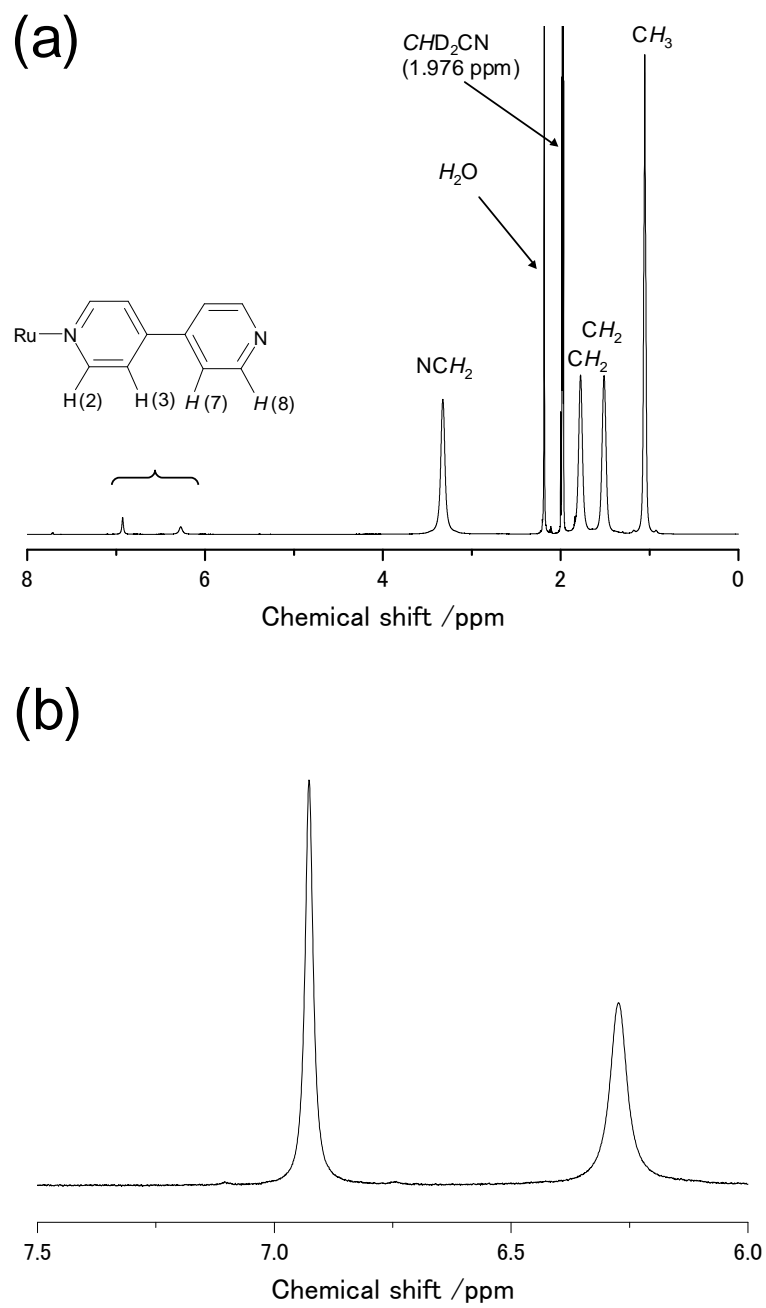 (a)
CHD₂CN
(1.976 ppm)
CH₃
H₂O
Ru
N
N
H(2)
H(3)
H(7)
H(8)
NCH₂
CH₂
CH₂
8
6
4
2
0
Chemical shift /ppm
(b)
7.5
7.0
6.5
6.0
Chemical shift /ppm